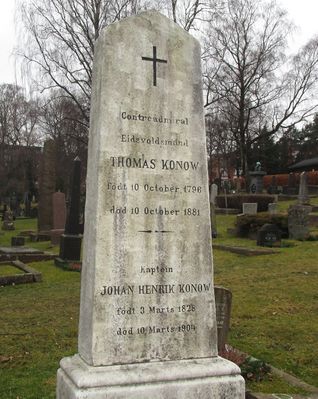 Contreadmiral
Eidsvoldsmand
THOMAS KONOW
født 10 October 1796
død 10 October 1881
Kaptein
JOHAN HENRIK KONOW
født 3 Marts 1828
død 10 Marts 1904